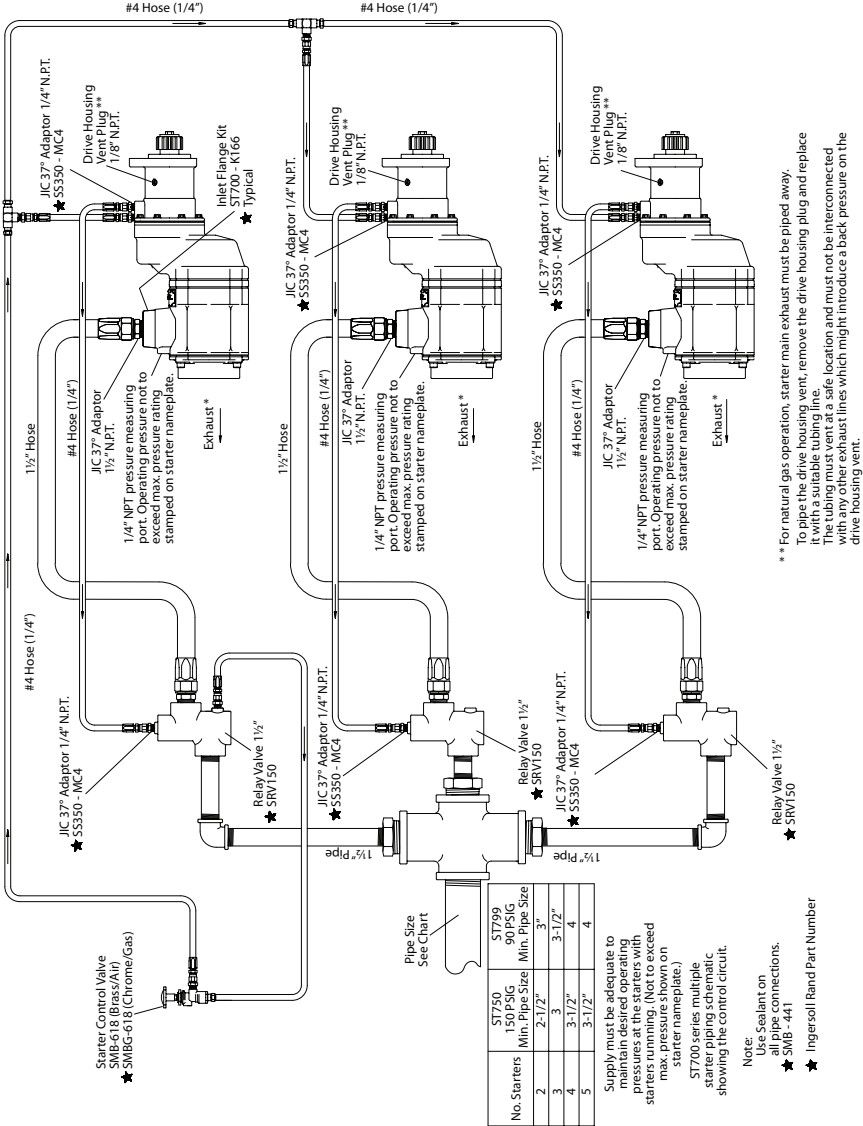 #4 Hose (1/4")
#4 Hose (1/4")
JIC 37° Adaptor 1/4" N.P.T.
★ SS350 - MC4
Drive Housing
Vent Plug **
1/8" N.P.T.
Inlet Flange Kit
ST700 - K166
★ Typical
1½" Hose
#4 Hose (1/4")
JIC 37° Adaptor
1½" N.P.T.
1/4" NPT pressure measuring
port. Operating pressure not to
exceed max. pressure rating
stamped on starter nameplate.
Exhaust *
#4 Hose (1/4")
JIC 37° Adaptor 1/4" N.P.T.
★ SS350 - MC4
Relay Valve 1½"
★ SRV150
Starter Control Valve
SMB-618 (Brass/Air)
★ SMBG-618 (Chrome/Gas)
Drive Housing
Vent Plug **
1/8" N.P.T.
JIC 37° Adaptor 1/4" N.P.T.
★ SS350 - MC4
1½" Hose
#4 Hose (1/4")
JIC 37° Adaptor
1½" N.P.T.
1/4" NPT pressure measuring
port. Operating pressure not to
exceed max. pressure rating
stamped on starter nameplate.
Exhaust *
JIC 37° Adaptor 1/4" N.P.T.
★ SS350 - MC4
Relay Valve 1½"
★ SRV150
1½" Pipe
1½" Pipe
Pipe Size
See Chart
Drive Housing
Vent Plug **
1/8" N.P.T.
JIC 37° Adaptor 1/4" N.P.T.
★ SS350 - MC4
1½" Hose
#4 Hose (1/4")
JIC 37° Adaptor
1½" N.P.T.
1/4" NPT pressure measuring
port. Operating pressure not to
exceed max. pressure rating
stamped on starter nameplate.
Exhaust *
JIC 37° Adaptor 1/4" N.P.T.
★ SS350 - MC4
Relay Valve 1½"
★ SRV150
No. Starters
ST750
150 PSIG
Min. Pipe Size
ST799
90 PSIG
Min. Pipe Size
2 2-1/2" 3"
3 3 3-1/2"
4 3-1/2" 4
5 3-1/2" 4
Supply must be adequate to
maintain desired operating
pressures at the starters with
starters runnning. (Not to exceed
max. pressure shown on
starter nameplate.)
ST700 series multiple
starter piping schematic
showing the control circuit.
Note:
Use Sealant on
all pipe connections.
★ SMB - 441
★ Ingersoll Rand Part Number
* * For natural gas operation, starter main exhaust must be piped away.
To pipe the drive housing vent, remove the drive housing plug and replace
it with a suitable tubing line.
The tubing must vent at a safe location and must not be interconnected
with any other exhaust lines which might introduce a back pressure on the
drive housing vent.